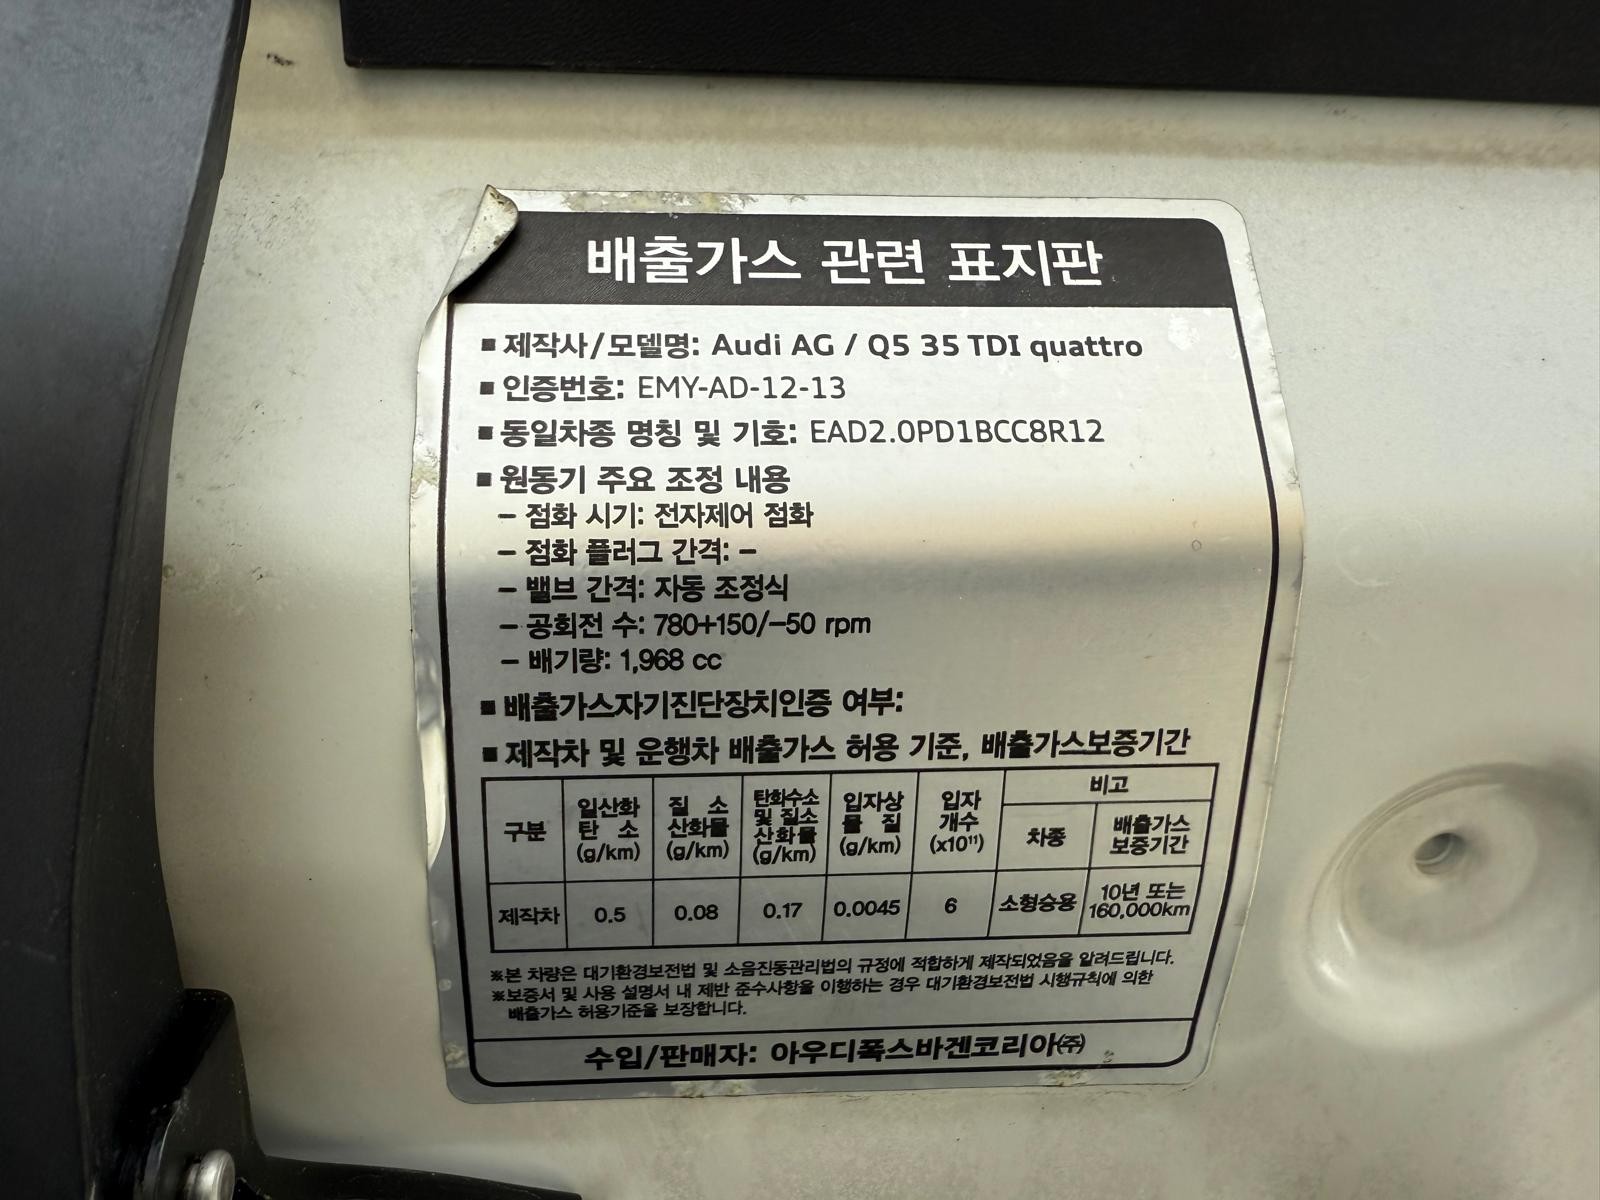 배출가스 관련 표지판
■ 제작사/모델명: Audi AG / Q5 35 TDI quattro
■ 인증번호: EMY-AD-12-13
■ 동일차종 명칭 및 기호: EAD2.0PD1BCC8R12
■ 원동기 주요 조정 내용
– 점화 시기: 전자제어 점화
– 점화 플러그 간격: –
– 밸브 간격: 자동 조정식
– 공회전 수: 780+150/–50 rpm
– 배기량: 1,968 cc
■ 배출가스자기진단장치인증 여부:
■ 제작차 및 운행차 배출가스 허용 기준, 배출가스보증기간
구분
일산화
탄 소
(g/km)
질 소
산화물
(g/km)
탄화수소
및 질소
산화물
(g/km)
입자상
물 질
(g/km)
입자
개수
(x10¹¹)
비고
차종
배출가스
보증기간
제작차
0.5
0.08
0.17
0.0045
6
소형승용
10년 또는
160,000km
※본 차량은 대기환경보전법 및 소음진동관리법의 규정에 적합하게 제작되었음을 알려드립니다.
※보증서 및 사용 설명서 내 제반 준수사항을 이행하는 경우 대기환경보전법 시행규칙에 의한
배출가스 허용기준을 보장합니다.
수입/판매자: 아우디폭스바겐코리아㈜